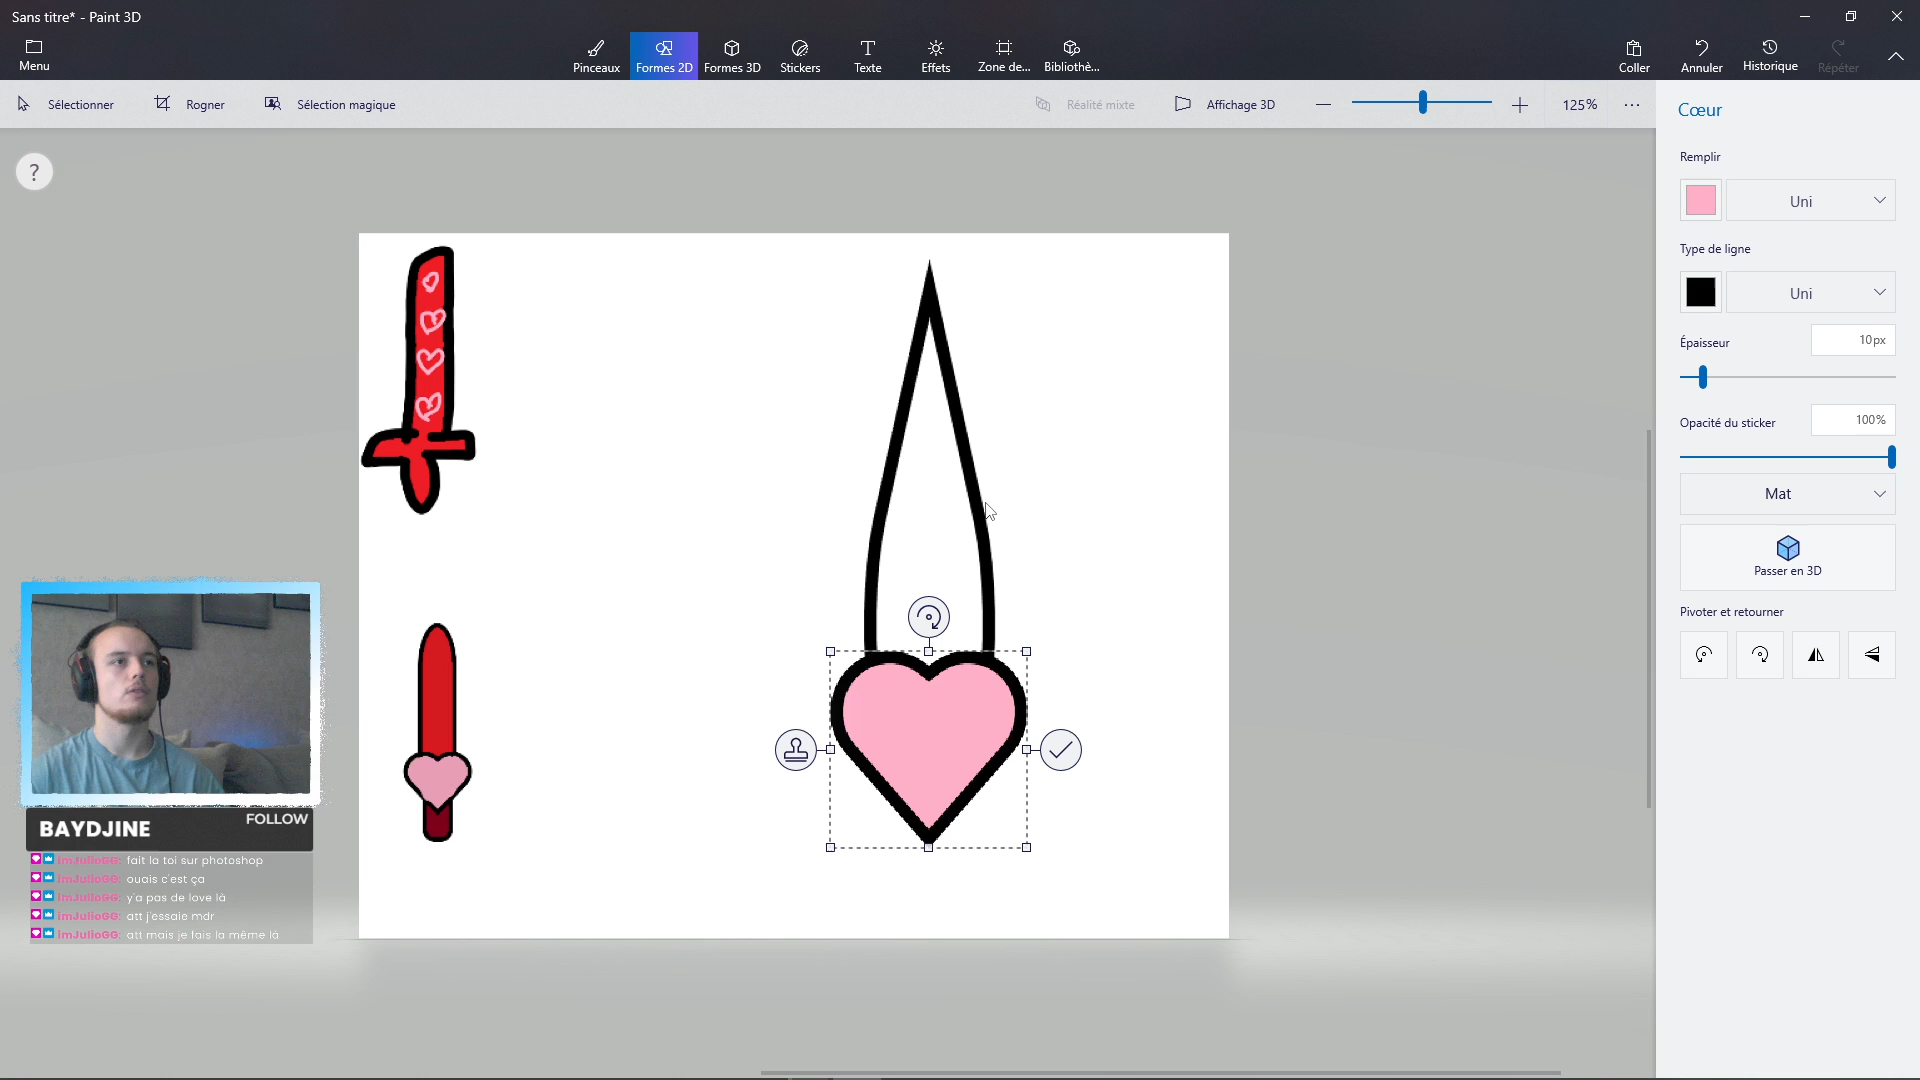 Sans titre* - Paint 3D
Menu
Pinceaux
Formes 2D
Formes 3D
Stickers
Texte
Effets
Zone de...
Bibliothè...
Coller
Annuler
Historique
Répéter
Sélectionner
Rogner
Sélection magique
Réalité mixte
Affichage 3D
125%
Cœur
?
Remplir
Uni
Type de ligne
Uni
Épaisseur
10px
Opacité du sticker
100%
Mat
Passer en 3D
Pivoter et retourner
BAYDJINE
FOLLOW
imJulioGG: fait la toi sur photoshop
imJulioGG: ouais c'est ça
imJulioGG: y'a pas de love là
imJulioGG: att j'essaie mdr
imJulioGG: att mais je fais la même là